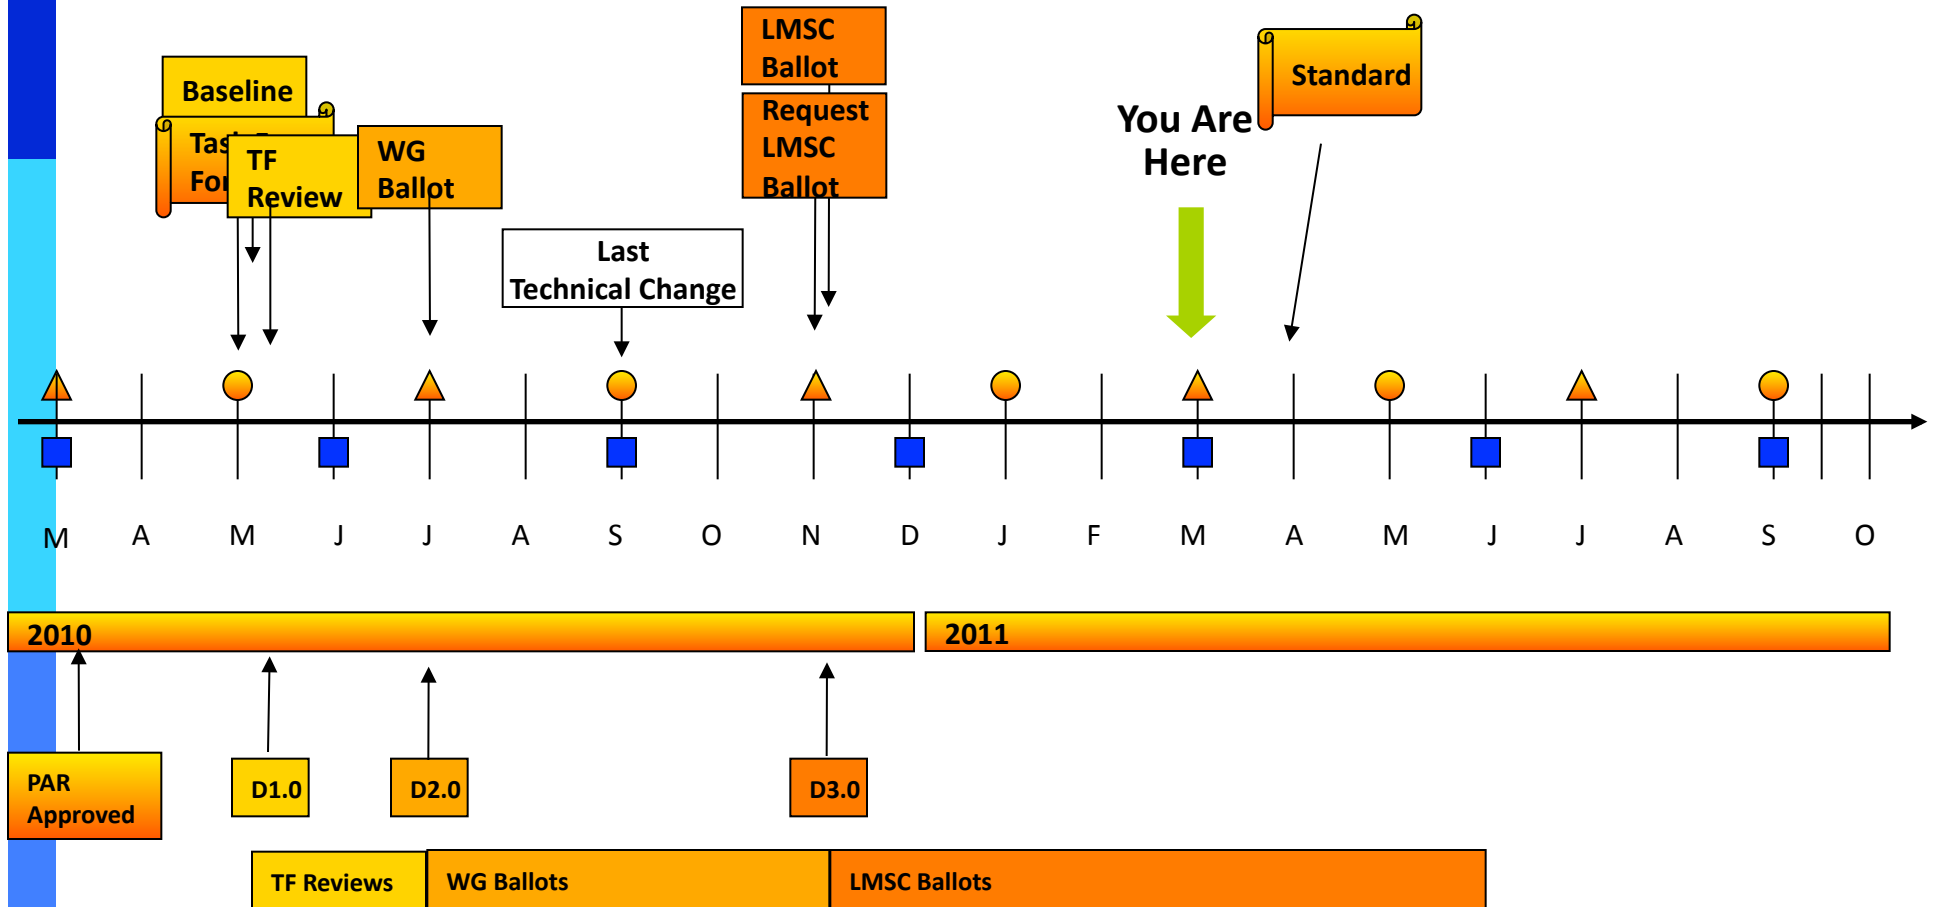 LMSC
Ballot
Request
LMSC
Ballot
Standard
You Are
Here
Baseline
TF
Review
WG
Ballot
Last
Technical Change
M A M J J A S O N D J F M A M J J A S O
2010
2011
PAR
Approved
D1.0
D2.0
D3.0
TF Reviews
WG Ballots
LMSC Ballots